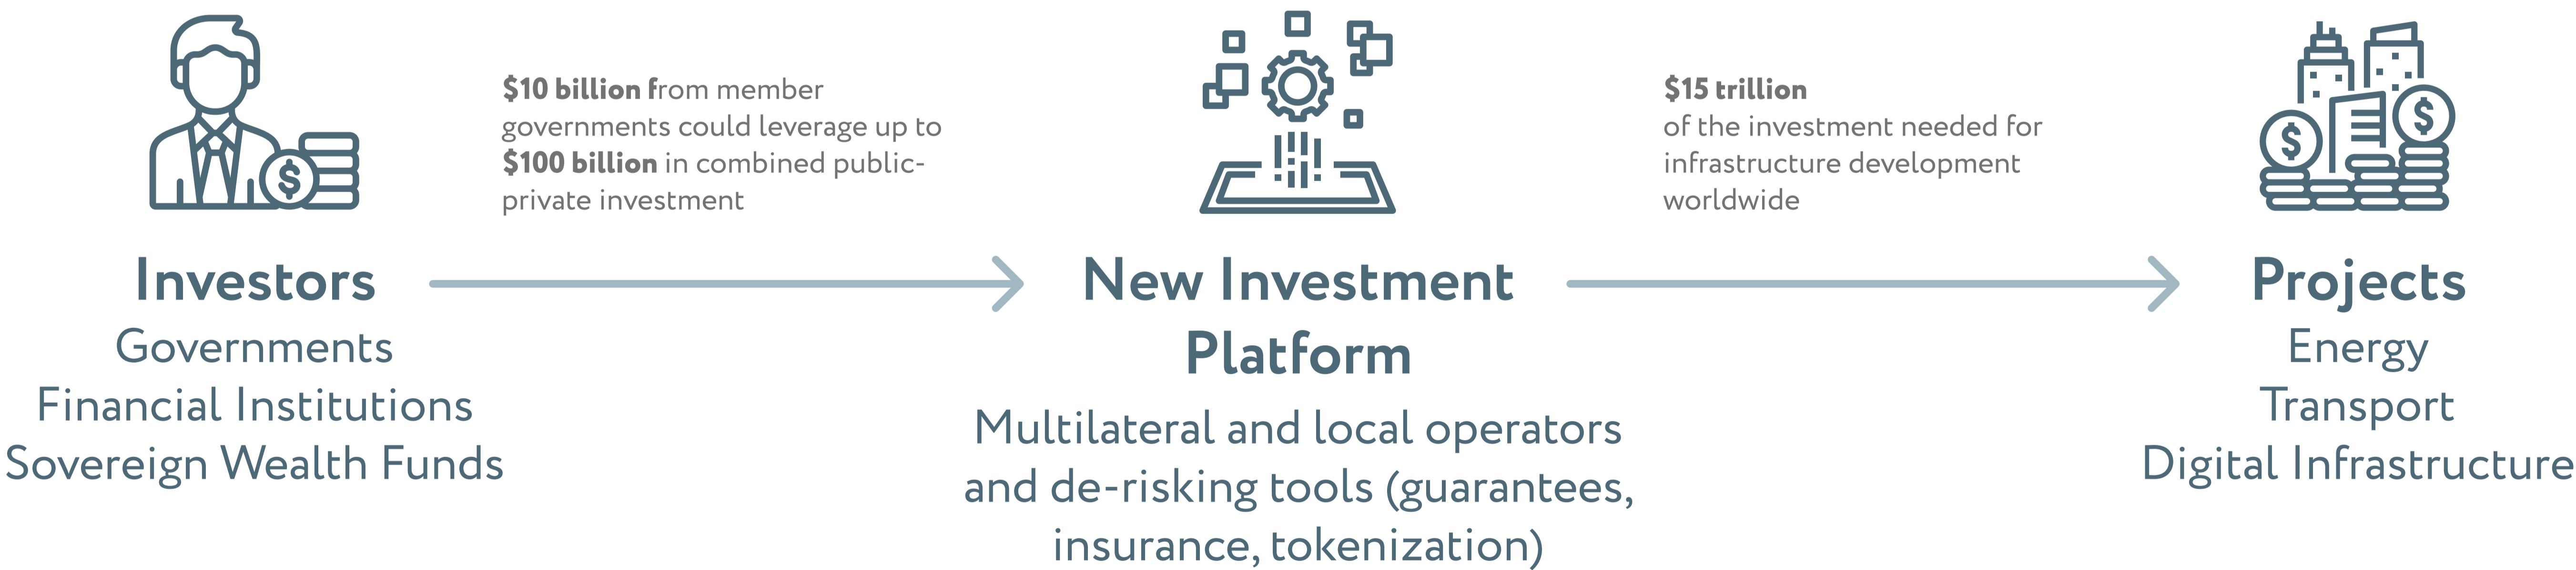 $10 billion from member
governments could leverage up to
$100 billion in combined public-
private investment
$15 trillion
of the investment needed for
infrastructure development
worldwide
Investors
Governments
Financial Institutions
Sovereign Wealth Funds
New Investment
Platform
Multilateral and local operators
and de-risking tools (guarantees,
insurance, tokenization)
Projects
Energy
Transport
Digital Infrastructure